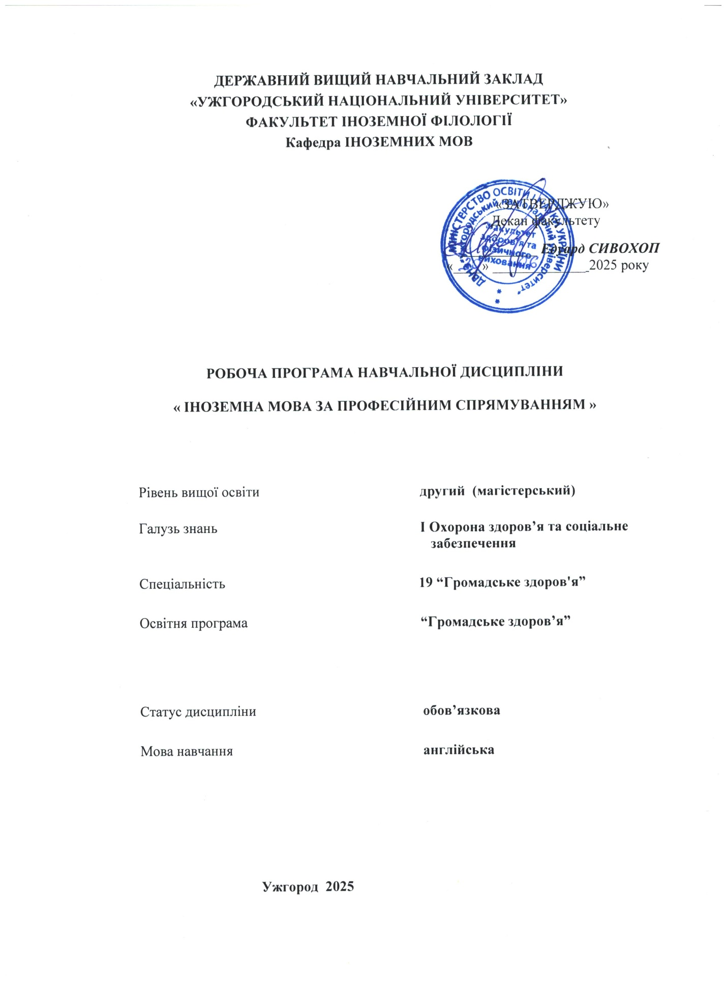 ДЕРЖАВНИЙ ВИЩИЙ НАВЧАЛЬНИЙ ЗАКЛАД
«УЖГОРОДСЬКИЙ НАЦІОНАЛЬНИЙ УНІВЕРСИТЕТ»
ФАКУЛЬТЕТ ІНОЗЕМНОЇ ФІЛОЛОГІЇ
Кафедра ІНОЗЕМНИХ МОВ
«ЗАТВЕРДЖУЮ»
Декан факультету
Едуард СИВОХОП
«____» ______________2025 року
МІНІСТЕРСТВО ОСВІТИ І НАУКИ УКРАЇНИ
ДВНЗ "Ужгородський національний університет"
Факультет
здоров'я та
фізичного
виховання
РОБОЧА ПРОГРАМА НАВЧАЛЬНОЇ ДИСЦИПЛІНИ
« ІНОЗЕМНА МОВА ЗА ПРОФЕСІЙНИМ СПРЯМУВАННЯМ »
Рівень вищої освіти другий (магістерський)
Галузь знань І Охорона здоров’я та соціальне
забезпечення
Спеціальність І9 “Громадське здоров'я”
Освітня програма “Громадське здоров’я”
Статус дисципліни обов’язкова
Мова навчання англійська
Ужгород 2025